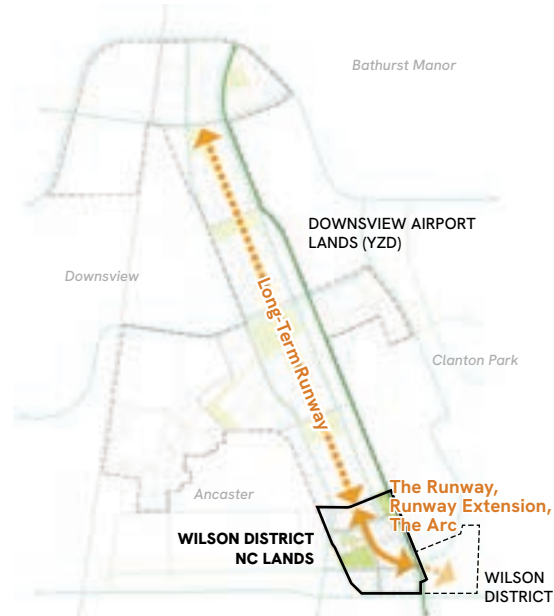 Bathurst Manor
DOWNSVIEW AIRPORT
LANDS (YZD)
Downsview
Long-Term Runway
Clanton Park
Ancaster
The Runway,
Runway Extension,
The Arc
WILSON DISTRICT
NC LANDS
WILSON
DISTRICT